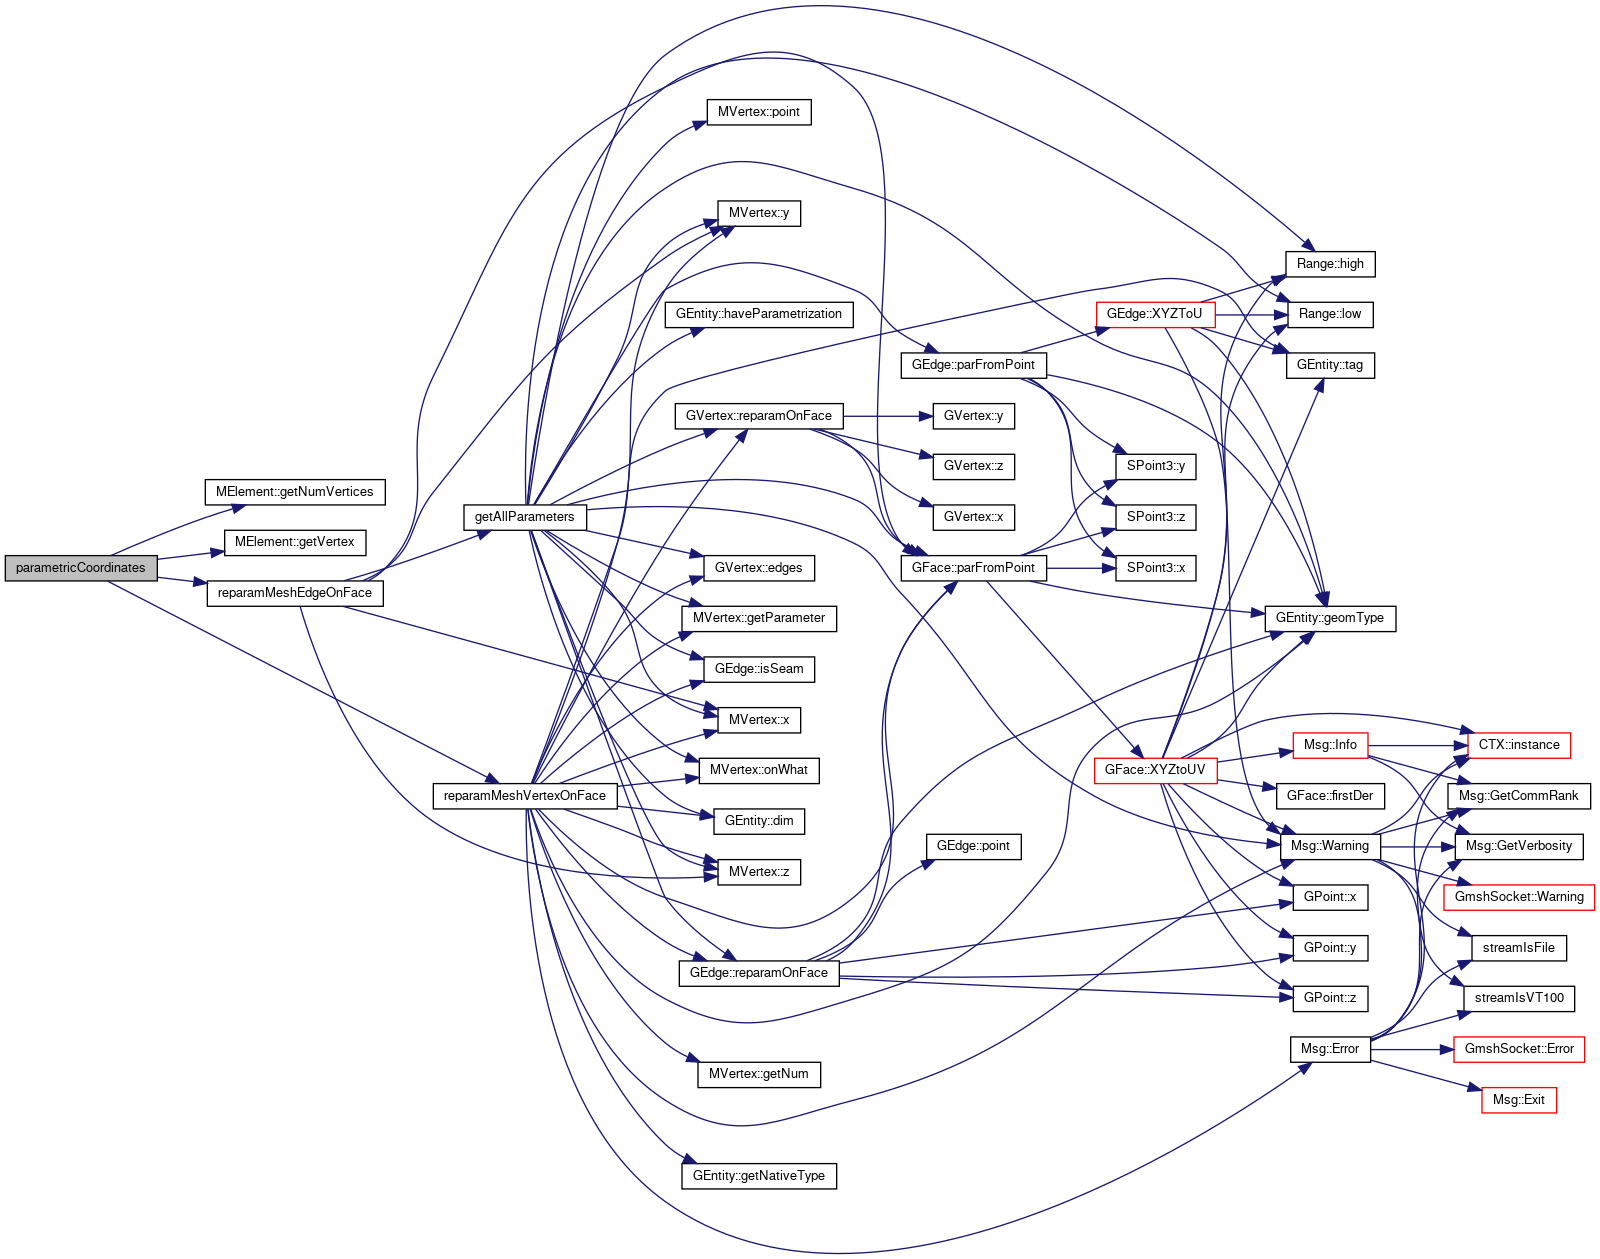 parametricCoordinates
MElement::getNumVertices
MElement::getVertex
reparamMeshEdgeOnFace
getAllParameters
reparamMeshVertexOnFace
MVertex::point
MVertex::y
GEntity::haveParametrization
GVertex::reparamOnFace
GVertex::edges
MVertex::getParameter
GEdge::isSeam
MVertex::x
MVertex::onWhat
GEntity::dim
MVertex::z
GEdge::reparamOnFace
MVertex::getNum
GEntity::getNativeType
GEdge::parFromPoint
GVertex::y
GVertex::z
GVertex::x
GFace::parFromPoint
GEdge::point
GEdge::XYZToU
SPoint3::y
SPoint3::z
SPoint3::x
GFace::XYZtoUV
Range::high
Range::low
GEntity::tag
GEntity::geomType
Msg::Info
GFace::firstDer
Msg::Warning
GPoint::x
GPoint::y
GPoint::z
Msg::Error
CTX::instance
Msg::GetCommRank
Msg::GetVerbosity
GmshSocket::Warning
streamIsFile
streamIsVT100
GmshSocket::Error
Msg::Exit